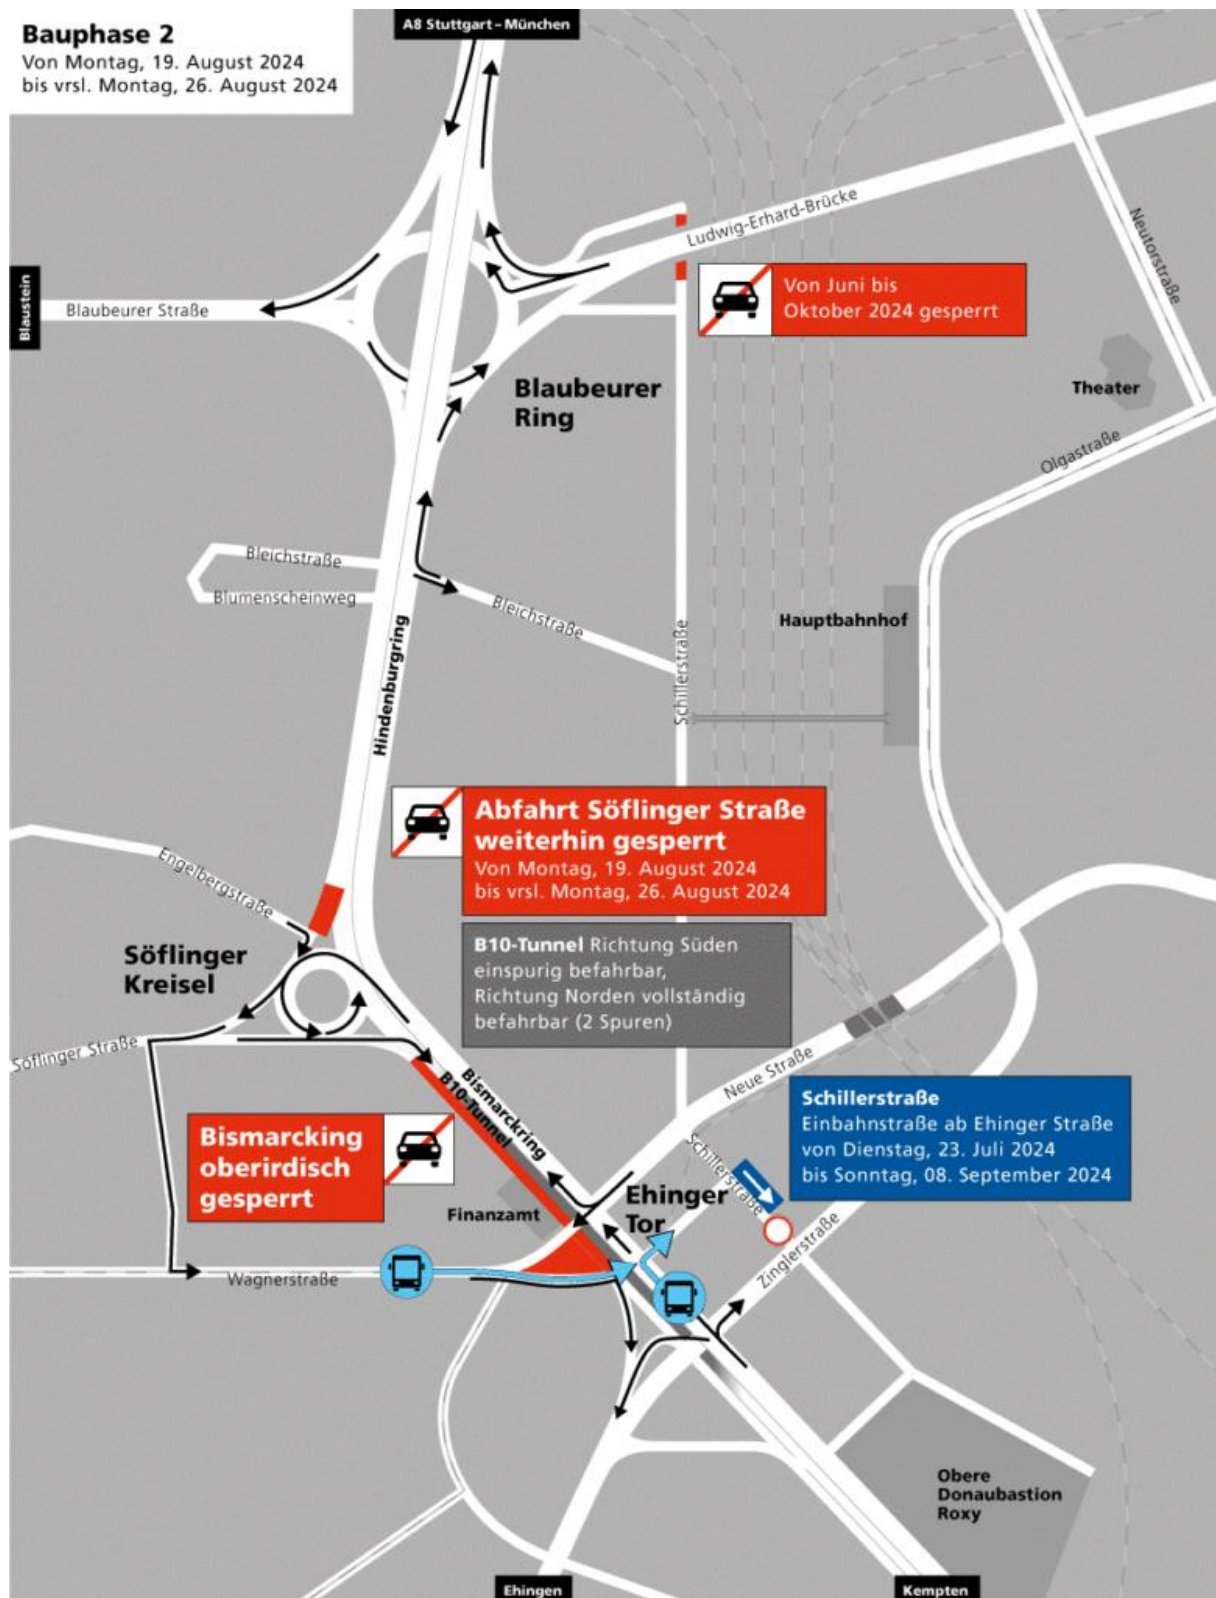 Bauphase 2
Von Montag, 19. August 2024
bis vrsl. Montag, 26. August 2024
A8 Stuttgart – München
Ludwig-Erhard-Brücke
Neutorstraße
Blaustein
Blaubeurer Straße
Von Juni bis
Oktober 2024 gesperrt
Blaubeurer
Ring
Theater
Olgastraße
Bleichstraße
Blumenscheinweg
Bleichstraße
Hauptbahnhof
Schillerstraße
Hindenburgring
Abfahrt Söflinger Straße
weiterhin gesperrt
Von Montag, 19. August 2024
bis vrsl. Montag, 26. August 2024
Engelbergstraße
Söflinger
Kreisel
B10-Tunnel Richtung Süden
einspurig befahrbar,
Richtung Norden vollständig
befahrbar (2 Spuren)
Söflinger Straße
Neue Straße
Bismarckring
B10-Tunnel
Schillerstraße
Einbahnstraße ab Ehinger Straße
von Dienstag, 23. Juli 2024
bis Sonntag, 08. September 2024
Bismarcking
oberirdisch
gesperrt
Schillerstraße
Finanzamt
Ehinger
Tor
Zinglerstraße
Wagnerstraße
Obere
Donaubastion
Roxy
Ehingen
Kempten